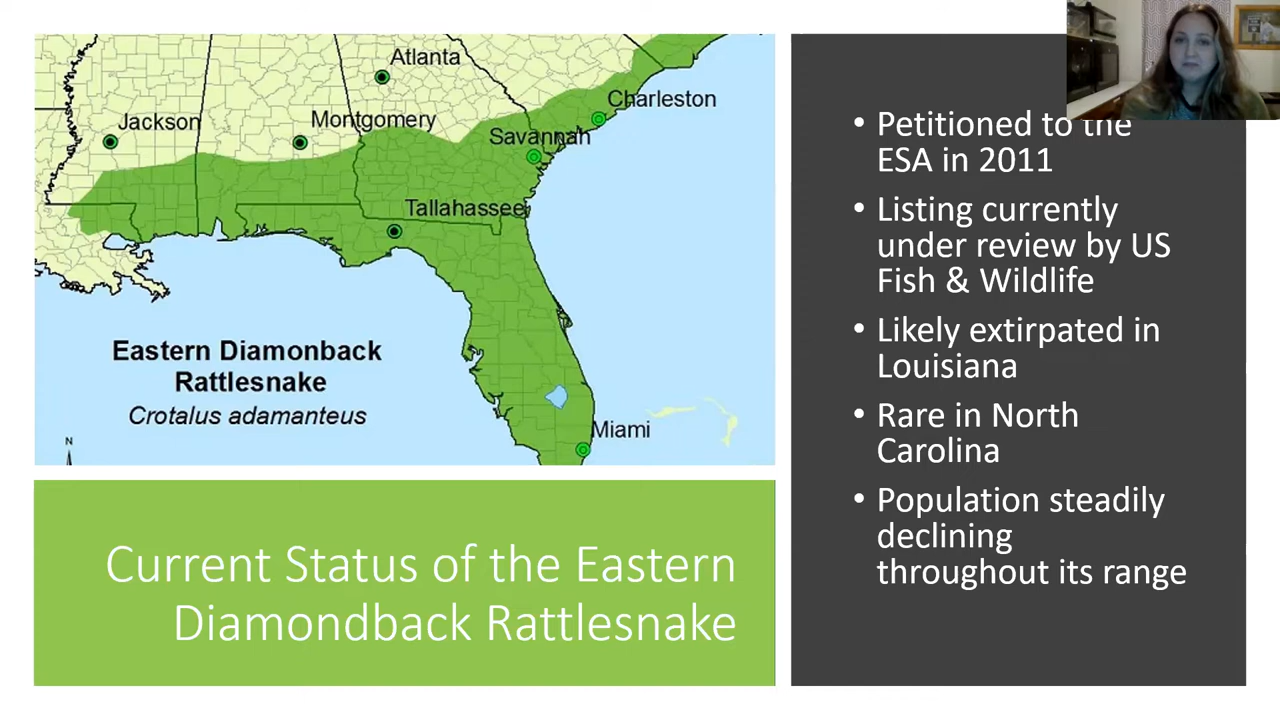 Atlanta
Charleston
Jackson
Montgomery
Savannah
Tallahassee
Eastern Diamonback
Rattlesnake
Crotalus adamanteus
Miami
N
Current Status of the Eastern
Diamondback Rattlesnake
• Petitioned to the
ESA in 2011
• Listing currently
under review by US
Fish & Wildlife
• Likely extirpated in
Louisiana
• Rare in North
Carolina
• Population steadily
declining
throughout its range